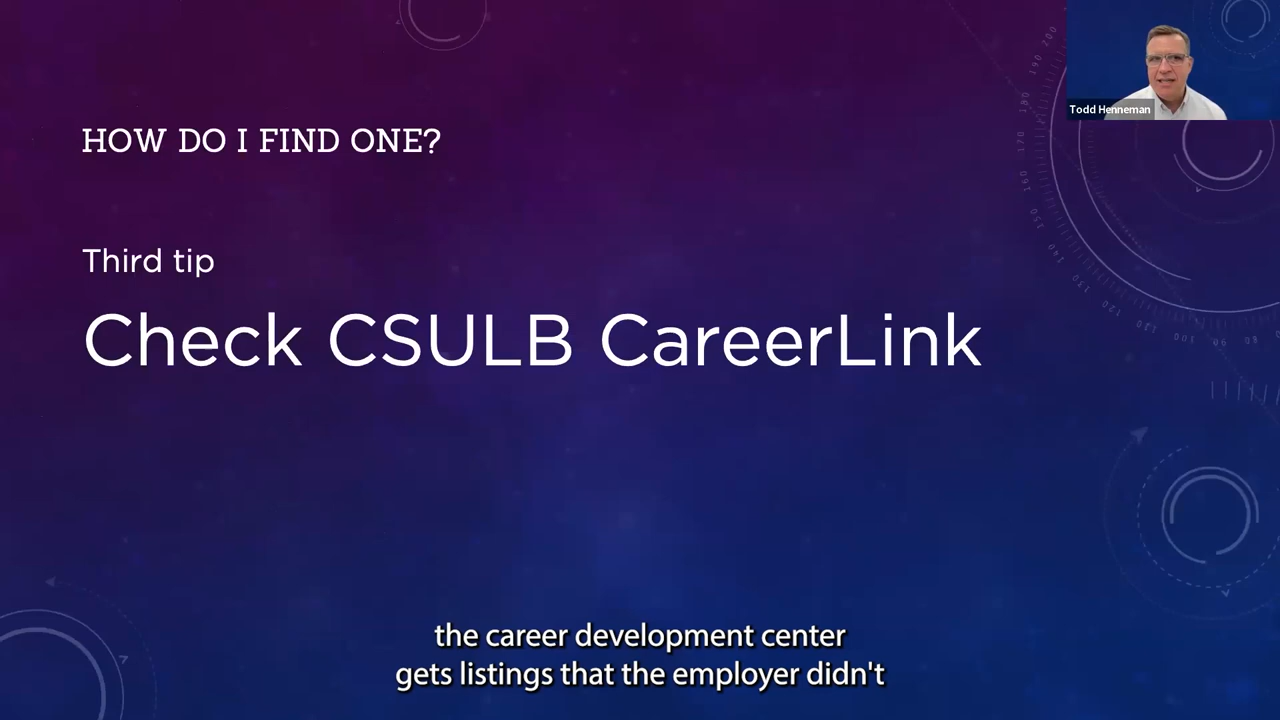 HOW DO I FIND ONE?
Todd Henneman
Third tip
Check CSULB CareerLink
the career development center
gets listings that the employer didn't